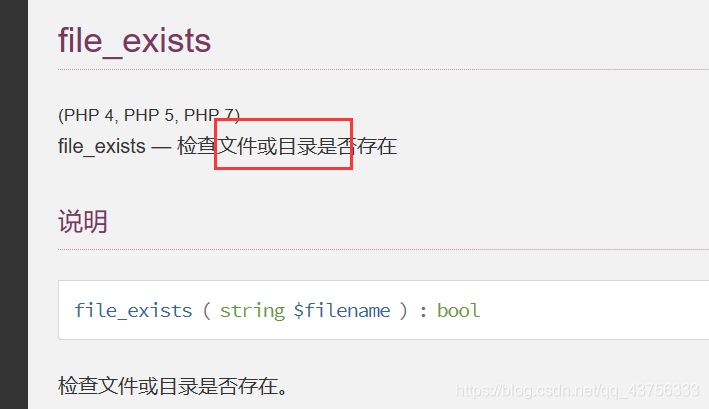 file_exists
(PHP 4, PHP 5, PHP 7)
file_exists — 检查文件或目录是否存在
说明
file_exists ( string $filename ) : bool
检查文件或目录是否存在。
https://blog.csdn.net/qq_43756333